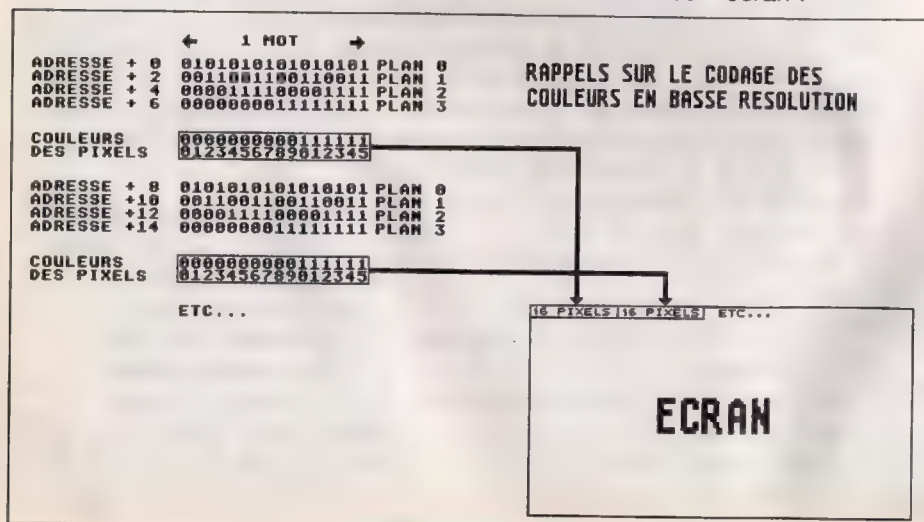 ← 1 MOT →
ADRESSE + 0 0101010101010101 PLAN 0
ADRESSE + 2 0011001100110011 PLAN 1
ADRESSE + 4 0000111100001111 PLAN 2
ADRESSE + 6 0000000011111111 PLAN 3
COULEURS 0000000000111111
DES PIXELS 0123456789012345
ADRESSE + 8 0101010101010101 PLAN 0
ADRESSE +10 0011001100110011 PLAN 1
ADRESSE +12 0000111100001111 PLAN 2
ADRESSE +14 0000000011111111 PLAN 3
COULEURS 0000000000111111
DES PIXELS 0123456789012345
ETC...
RAPPELS SUR LE CODAGE DES
COULEURS EN BASSE RESOLUTION
16 PIXELS 16 PIXELS ETC...
ECRAN